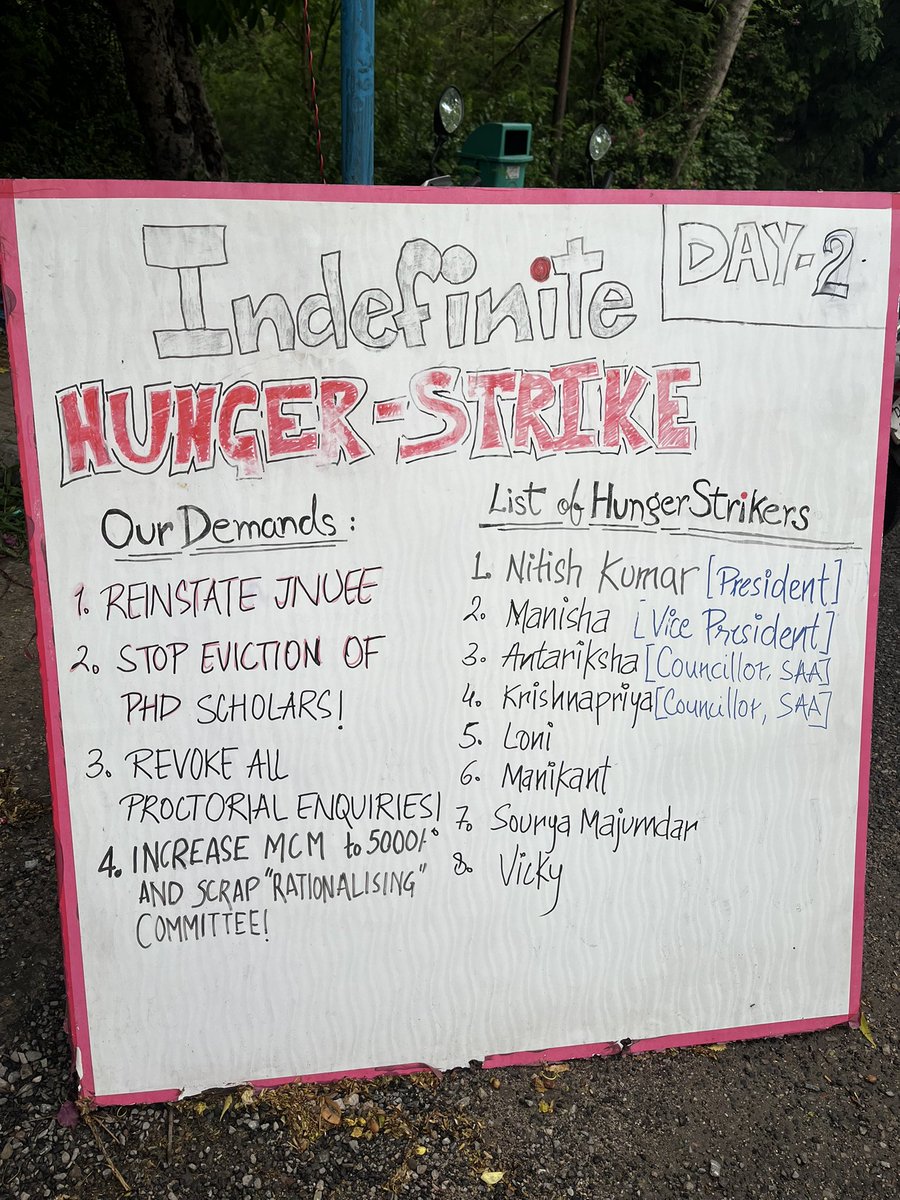 Indefinite
DAY-2
HUNGER-STRIKE
Our Demands:
1. REINSTATE JNUEE
2. STOP EVICTION OF
PHD SCHOLARS!
3. REVOKE ALL
PROCTORIAL ENQUIRIES!
4. INCREASE MCM to 5000/-
AND SCRAP "RATIONALISING"
COMMITTEE!
List of Hunger Strikers
1. Nitish Kumar [President]
2. Manisha [Vice President]
3. Antariksha [Councillor, SAA]
4. Krishnapriya [Councillor, SAA]
5. Loni
6. Manikant
7. Sourya Majumdar
8. Vicky